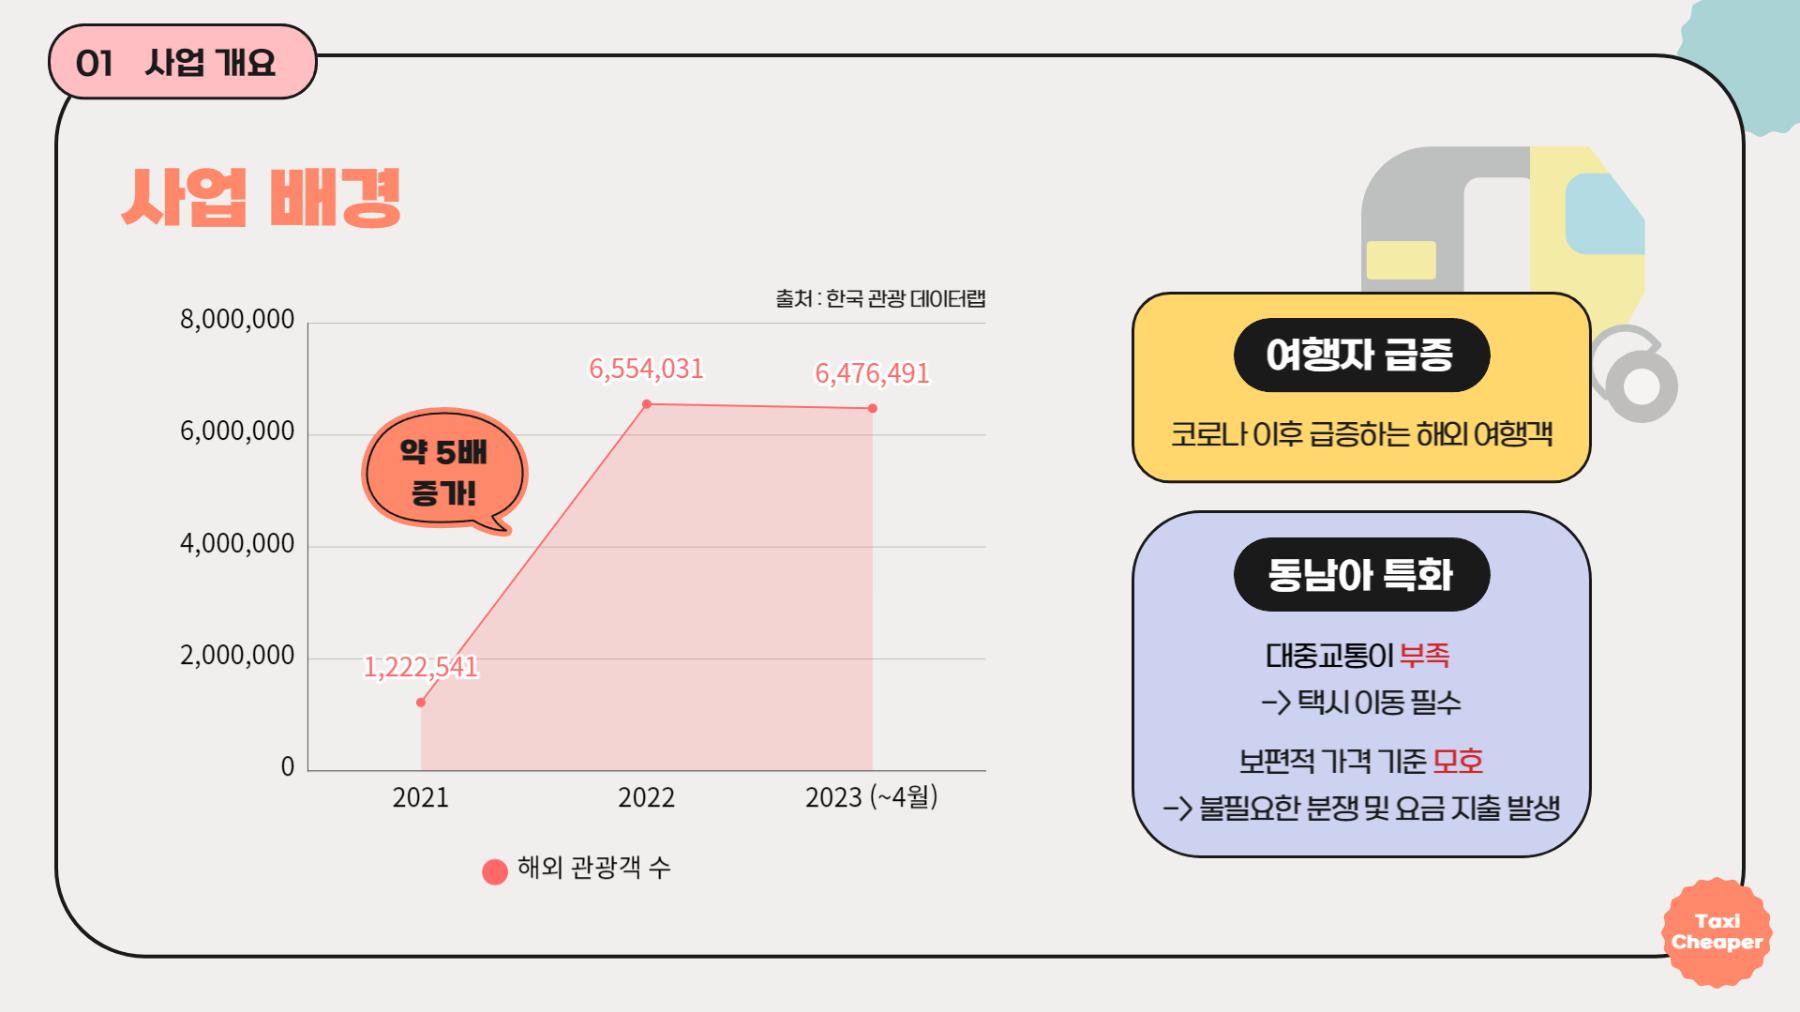 01 사업 개요
사업 배경
출처 : 한국 관광 데이터랩
8,000,000
6,000,000
4,000,000
2,000,000
0
1,222,541
6,554,031
6,476,491
약 5배
증가!
2021
2022
2023 (~4월)
해외 관광객 수
여행자 급증
코로나 이후 급증하는 해외 여행객
동남아 특화
대중교통이 부족
-> 택시 이동 필수
보편적 가격 기준 모호
-> 불필요한 분쟁 및 요금 지출 발생
Taxi
Cheaper